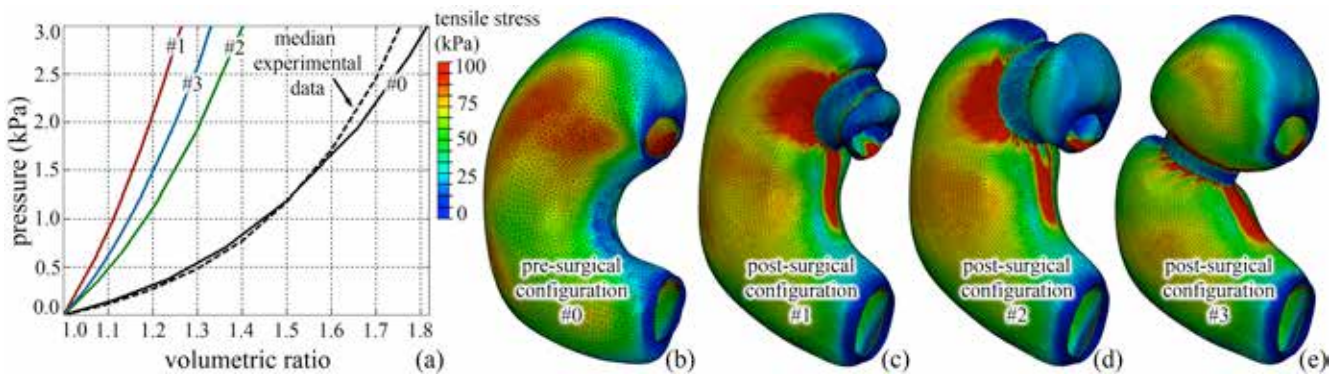 3.0
2.5
2.0
1.5
1.0
0.5
0.0
pressure (kPa)
1.0 1.1 1.2 1.3 1.4 1.5 1.6 1.7 1.8
volumetric ratio
(a)
#1
#3
#2
#0
median
experimental
data
tensile stress
(kPa)
100
75
50
25
0
pre-surgical
configuration
#0
(b)
post-surgical
configuration
#1
(c)
post-surgical
configuration
#2
(d)
post-surgical
configuration
#3
(e)